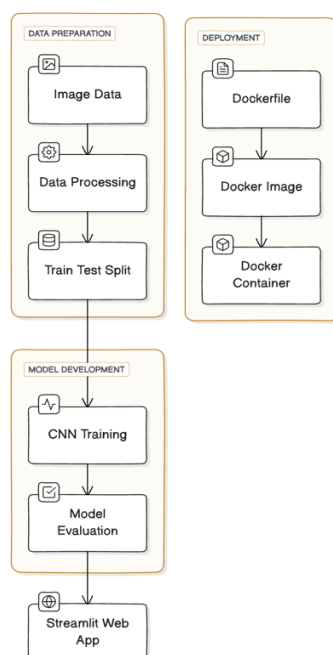 DATA PREPARATION
Image Data
Data Processing
Train Test Split
MODEL DEVELOPMENT
CNN Training
Model
Evaluation
Streamlit Web
App
DEPLOYMENT
Dockerfile
Docker Image
Docker
Container